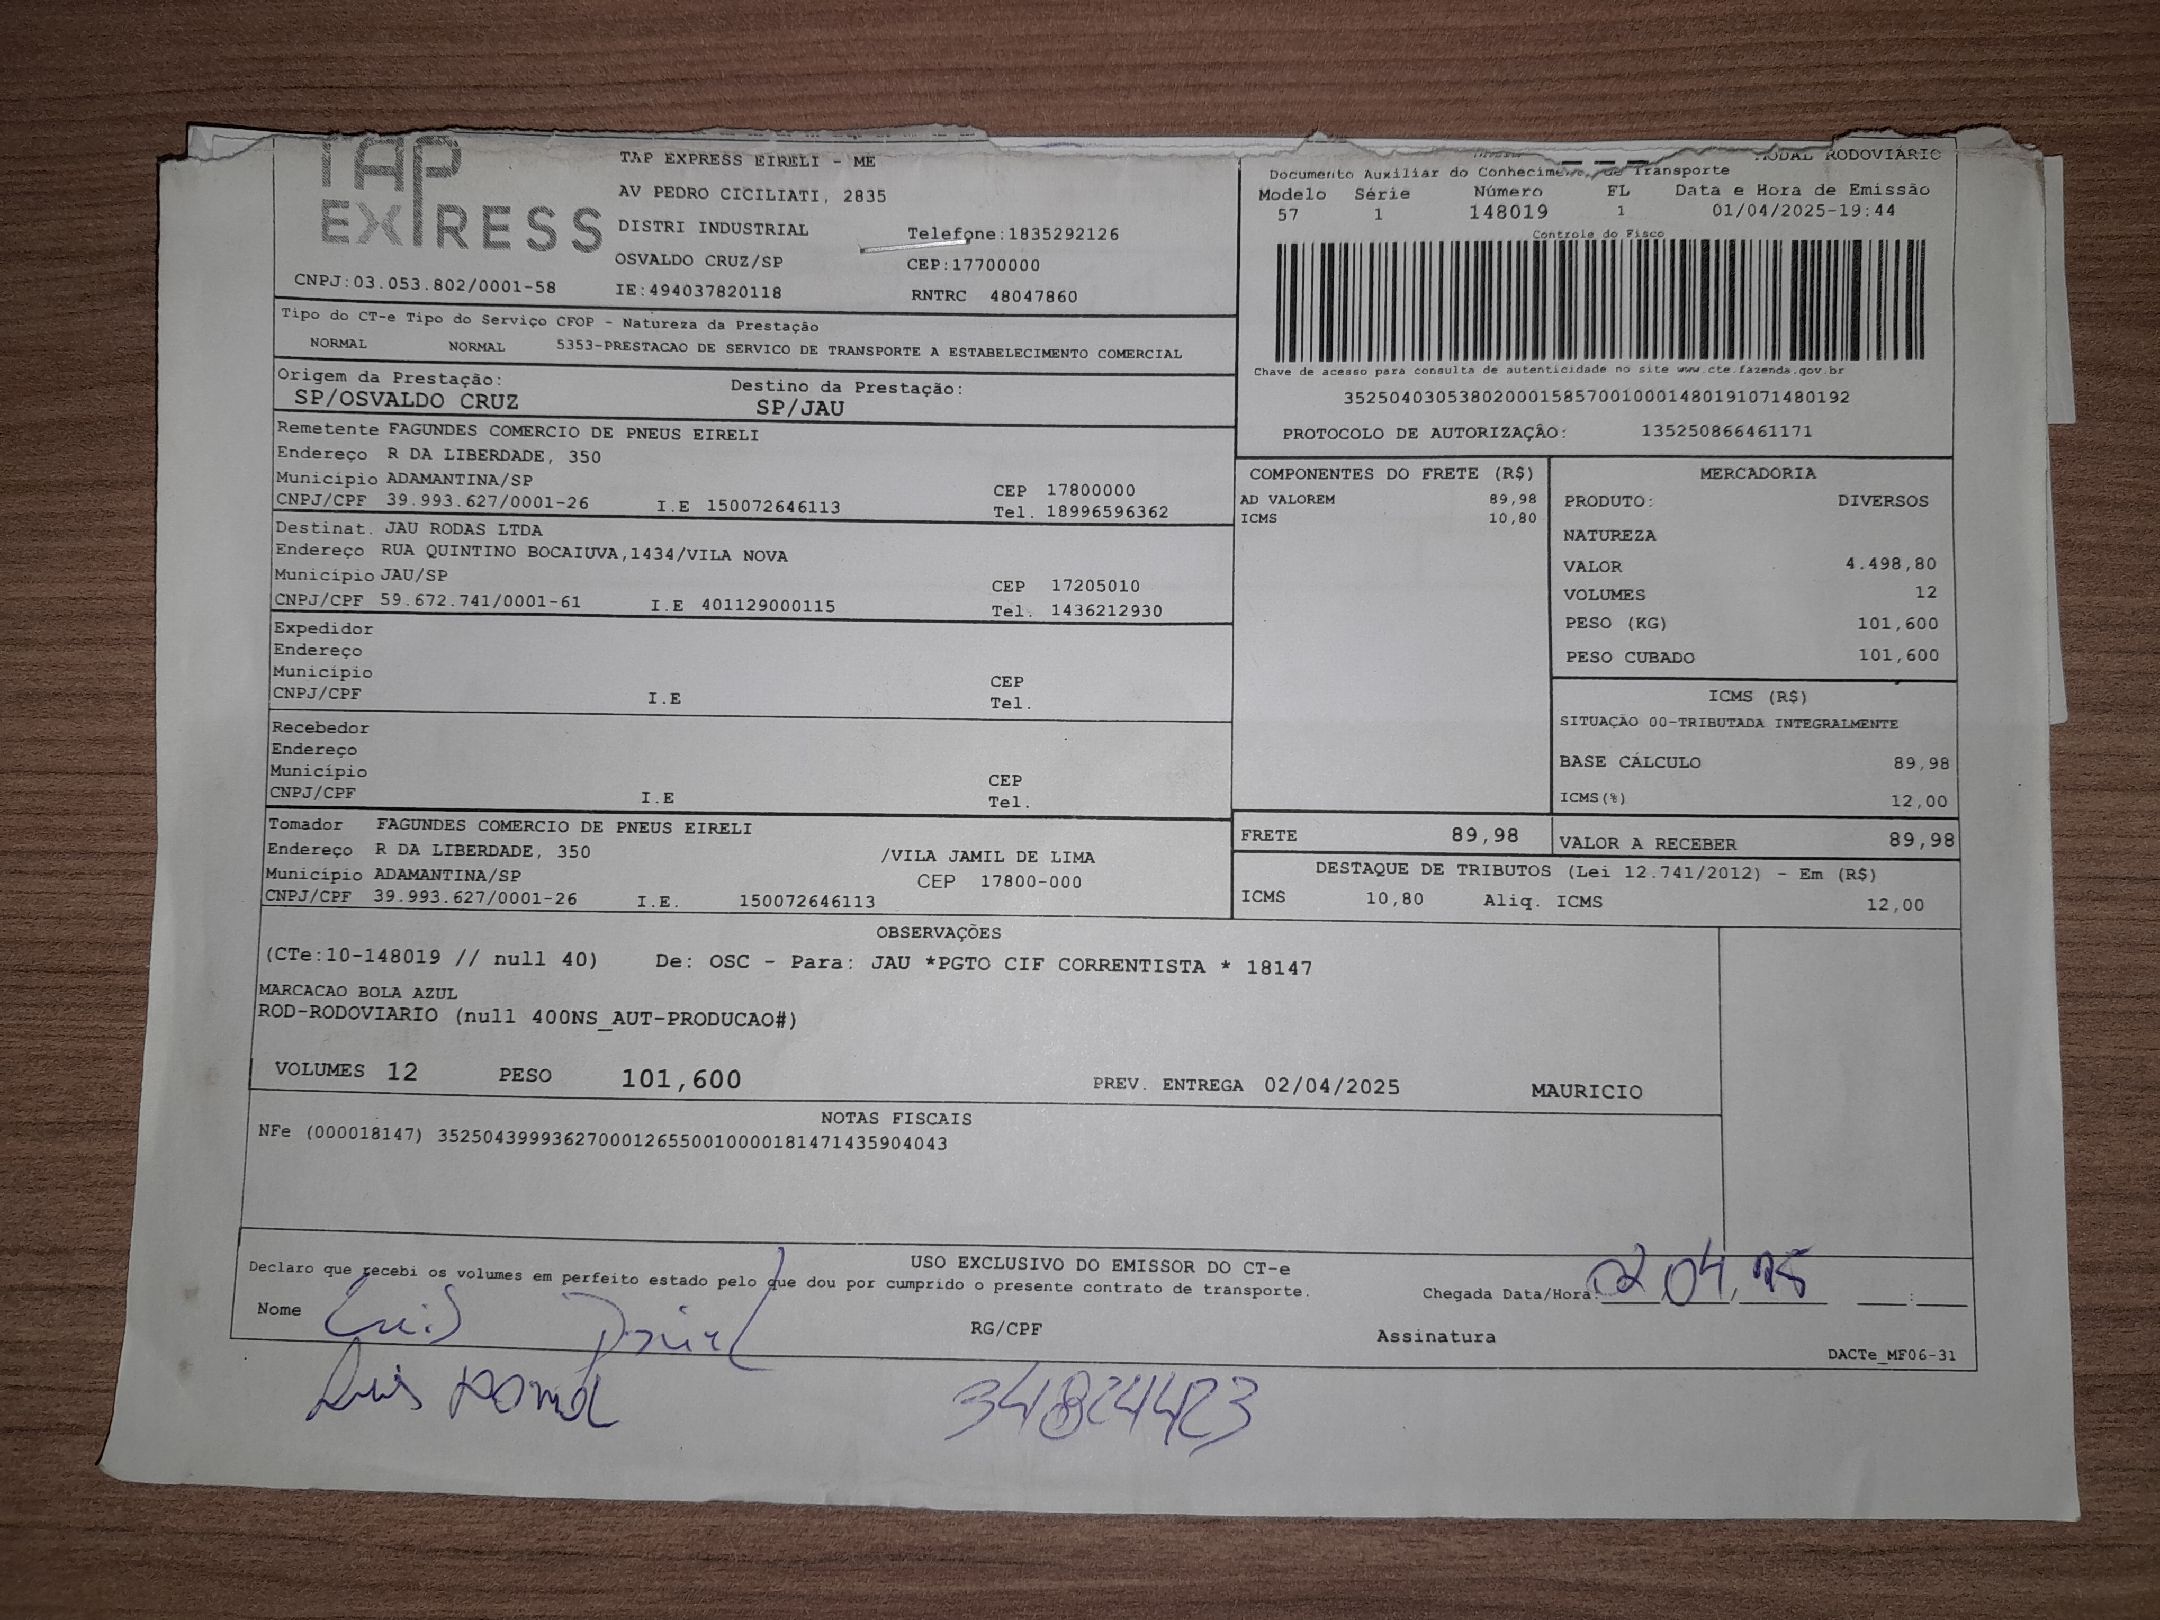 TAP
EXPRESS
CNPJ:03.053.802/0001-58
TAP EXPRESS EIRELI - ME
AV PEDRO CICILIATI, 2835
DISTRI INDUSTRIAL Telefone:1835292126
OSVALDO CRUZ/SP CEP:17700000
IE:494037820118 RNTRC 48047860
MODAL RODOVIÁRIO
Documento Auxiliar do Conhecimento de Transporte
Modelo Série Número FL Data e Hora de Emissão
57 1 148019 1 01/04/2025-19:44
Controle do Fisco
Chave de acesso para consulta de autenticidade no site www.cte.fazenda.gov.br
35250403053802000158570010001480191071480192
PROTOCOLO DE AUTORIZAÇÃO: 135250866461171
Tipo do CT-e Tipo do Serviço CFOP - Natureza da Prestação
NORMAL NORMAL 5353-PRESTACAO DE SERVICO DE TRANSPORTE A ESTABELECIMENTO COMERCIAL
Origem da Prestação: Destino da Prestação:
SP/OSVALDO CRUZ SP/JAU
Remetente FAGUNDES COMERCIO DE PNEUS EIRELI
Endereço R DA LIBERDADE, 350
Município ADAMANTINA/SP CEP 17800000
CNPJ/CPF 39.993.627/0001-26 I.E 150072646113 Tel. 18996596362
Destinat. JAU RODAS LTDA
Endereço RUA QUINTINO BOCAIUVA,1434/VILA NOVA
Município JAU/SP CEP 17205010
CNPJ/CPF 59.672.741/0001-61 I.E 401129000115 Tel. 1436212930
Expedidor
Endereço
Município CEP
CNPJ/CPF I.E Tel.
Recebedor
Endereço
Município CEP
CNPJ/CPF I.E Tel.
Tomador FAGUNDES COMERCIO DE PNEUS EIRELI
Endereço R DA LIBERDADE, 350 /VILA JAMIL DE LIMA
Município ADAMANTINA/SP CEP 17800-000
CNPJ/CPF 39.993.627/0001-26 I.E. 150072646113
COMPONENTES DO FRETE (R$)
AD VALOREM 89,98
ICMS 10,80
MERCADORIA
PRODUTO: DIVERSOS
NATUREZA
VALOR 4.498,80
VOLUMES 12
PESO (KG) 101,600
PESO CUBADO 101,600
ICMS (R$)
SITUAÇÃO 00-TRIBUTADA INTEGRALMENTE
BASE CÁLCULO 89,98
ICMS(%) 12,00
FRETE 89,98 VALOR A RECEBER 89,98
DESTAQUE DE TRIBUTOS (Lei 12.741/2012) - Em (R$)
ICMS 10,80 Aliq. ICMS 12,00
OBSERVAÇÕES
(CTe:10-148019 // null 40) De: OSC - Para: JAU *PGTO CIF CORRENTISTA * 18147
MARCACAO BOLA AZUL
ROD-RODOVIARIO (null 400NS_AUT-PRODUCAO#)
VOLUMES 12 PESO 101,600 PREV. ENTREGA 02/04/2025 MAURICIO
NOTAS FISCAIS
NFe (000018147) 35250439993627000126550010000181471435904043
USO EXCLUSIVO DO EMISSOR DO CT-e
Declaro que recebi os volumes em perfeito estado pelo que dou por cumprido o presente contrato de transporte.
Chegada Data/Hora: 02 04, 25 :
Nome Luis RG/CPF Assinatura
DACTe_MF06-31
Luis 34824423